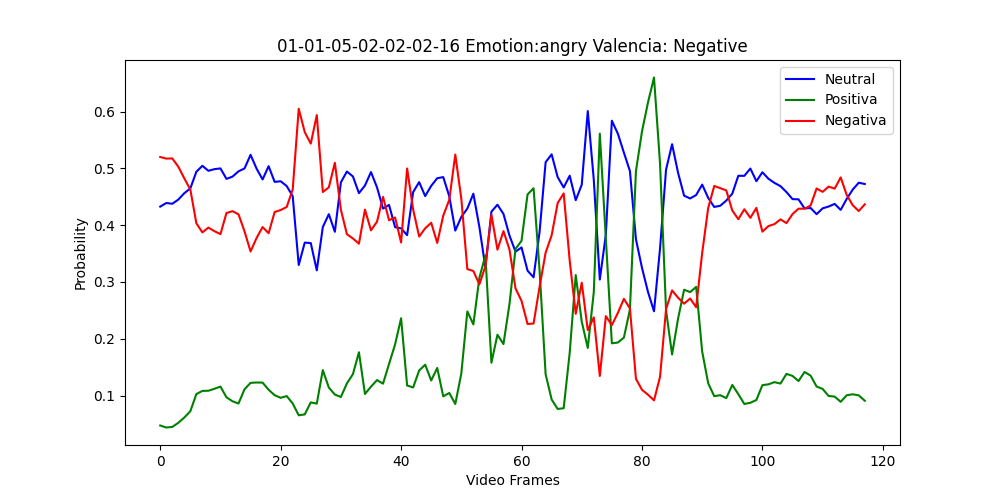 01-01-05-02-02-02-16 Emotion:angry Valencia: Negative
Neutral
Positiva
Negativa
Probability
0.6
0.5
0.4
0.3
0.2
0.1
0 20 40 60 80 100 120
Video Frames